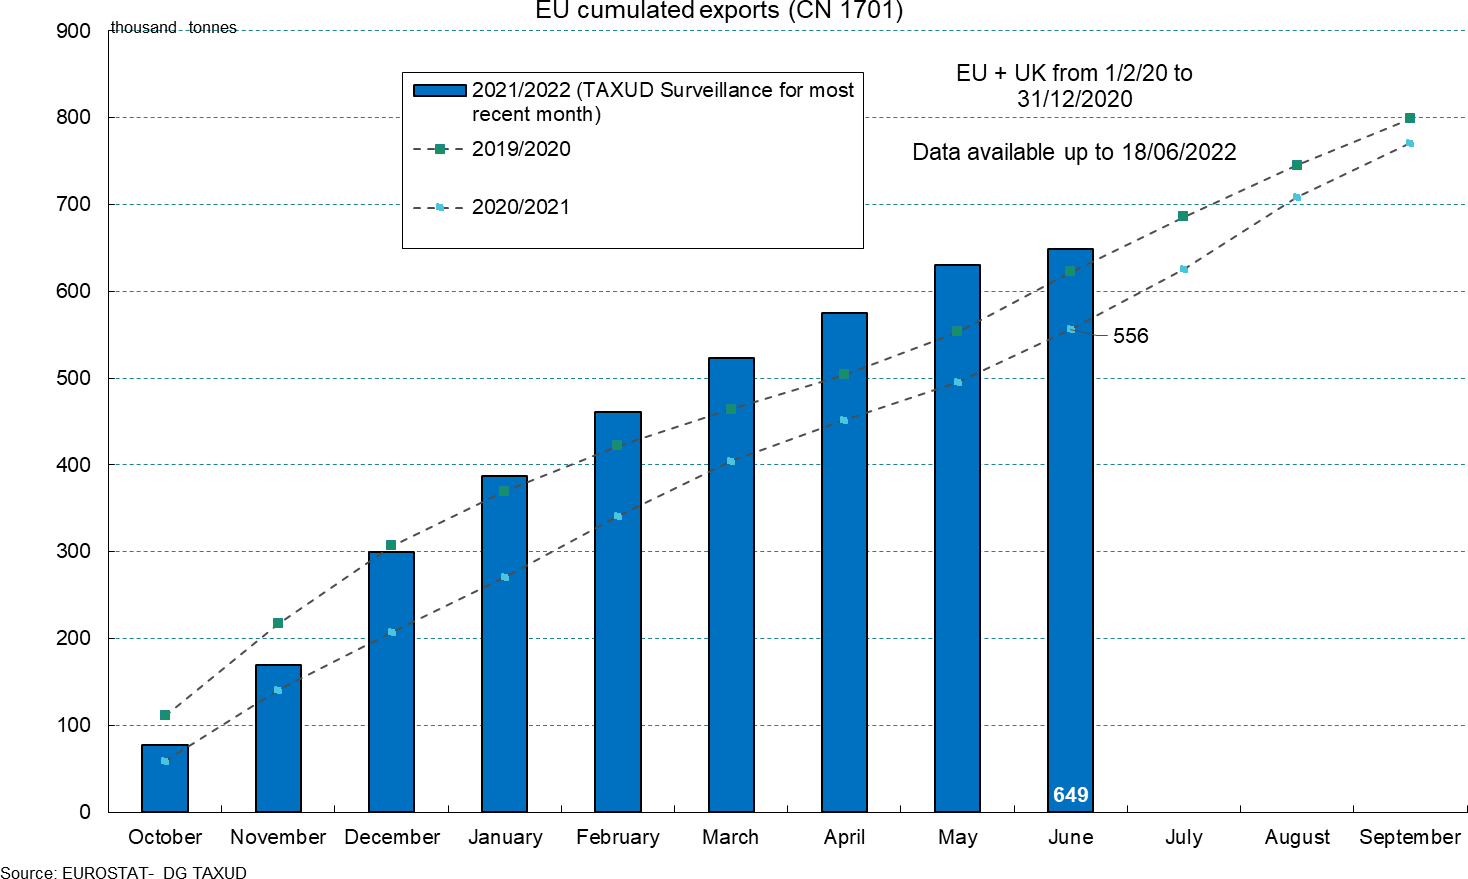 EU cumulated exports (CN 1701)
thousand tonnes
900
800
700
600
500
400
300
200
100
0
2021/2022 (TAXUD Surveillance for most
recent month)
2019/2020
2020/2021
EU + UK from 1/2/20 to
31/12/2020
Data available up to 18/06/2022
556
649
October
November
December
January
February
March
April
May
June
July
August
September
Source: EUROSTAT- DG TAXUD